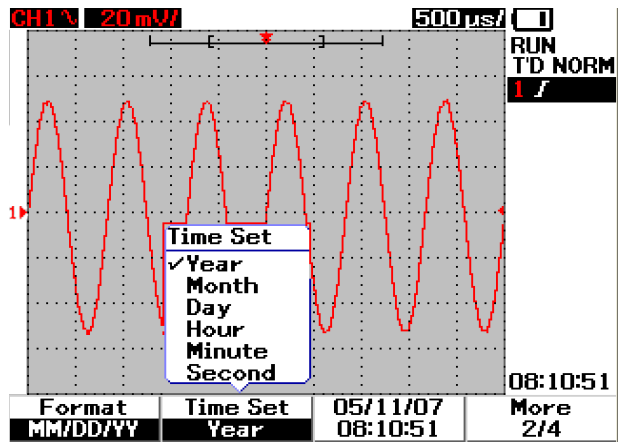 CH1 20 mV/ 500 µs/
RUN
T'D NORM
1
1
Time Set
✓Year
Month
Day
Hour
Minute
Second
08:10:51
Format Time Set 05/11/07 More
MM/DD/YY Year 08:10:51 2/4